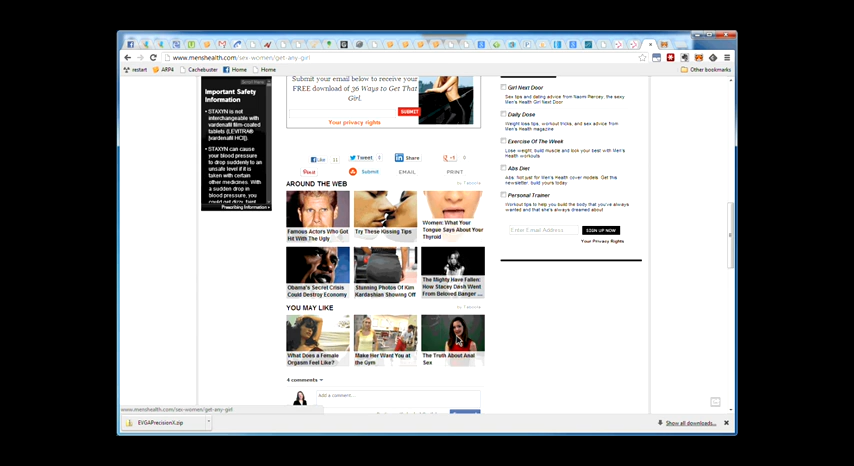 www.menshealth.com/sex-women/get-any-girl
restart
ARP4
Cachebuster
Home
Home
Other bookmarks
Important Safety
Information
• STAXYN is not
interchangeable with
vardenafil film-coated
tablets (LEVITRA®
[vardenafil HCl]).
• STAXYN can cause
your blood pressure
to drop suddenly to an
unsafe level if it is
taken with certain
other medicines. With
a sudden drop in
blood pressure, you
could get dizzy, faint
Prescribing Information
Submit your email below to receive your
FREE download of 36 Ways to Get That
Girl.
SUBMIT
Your privacy rights
Like
Tweet
Share
+1
Pin it
Submit
EMAIL
PRINT
AROUND THE WEB
Famous Actors Who Got
Hit With The Ugly
Try These Kissing Tips
Women: What Your
Tongue Says About Your
Thyroid
Obama's Secret Crisis
Could Destroy Economy
Stunning Photos Of Kim
Kardashian Showing Off
The Mighty Have Fallen:
How Stacey Dash Went
From Beloved Banger ...
YOU MAY LIKE
What Does a Female
Orgasm Feel Like?
Make Her Want You at
the Gym
The Truth About Anal
Sex
4 comments
Add a comment...
Girl Next Door
Sex tips and dating advice from Naomi Piercey, the sexy
Men's Health Girl Next Door
Daily Dose
Weight loss tips, workout tricks, and sex advice from
Men's Health magazine
Exercise Of The Week
Lose weight, build muscle and kick your best with Men's
Health workouts
Abs Diet
Abs: Not just for Men's Health cover models. Get this
newsletter, build yours today
Personal Trainer
Workout tips to help you build the body that you've always
wanted and that she's always dreamed about
Enter E-mail Address
SIGN UP NOW
Your Privacy Rights
www.menshealth.com/sex-women/get-any-girl
EVGAPrecisionX.zip
Show all downloads...